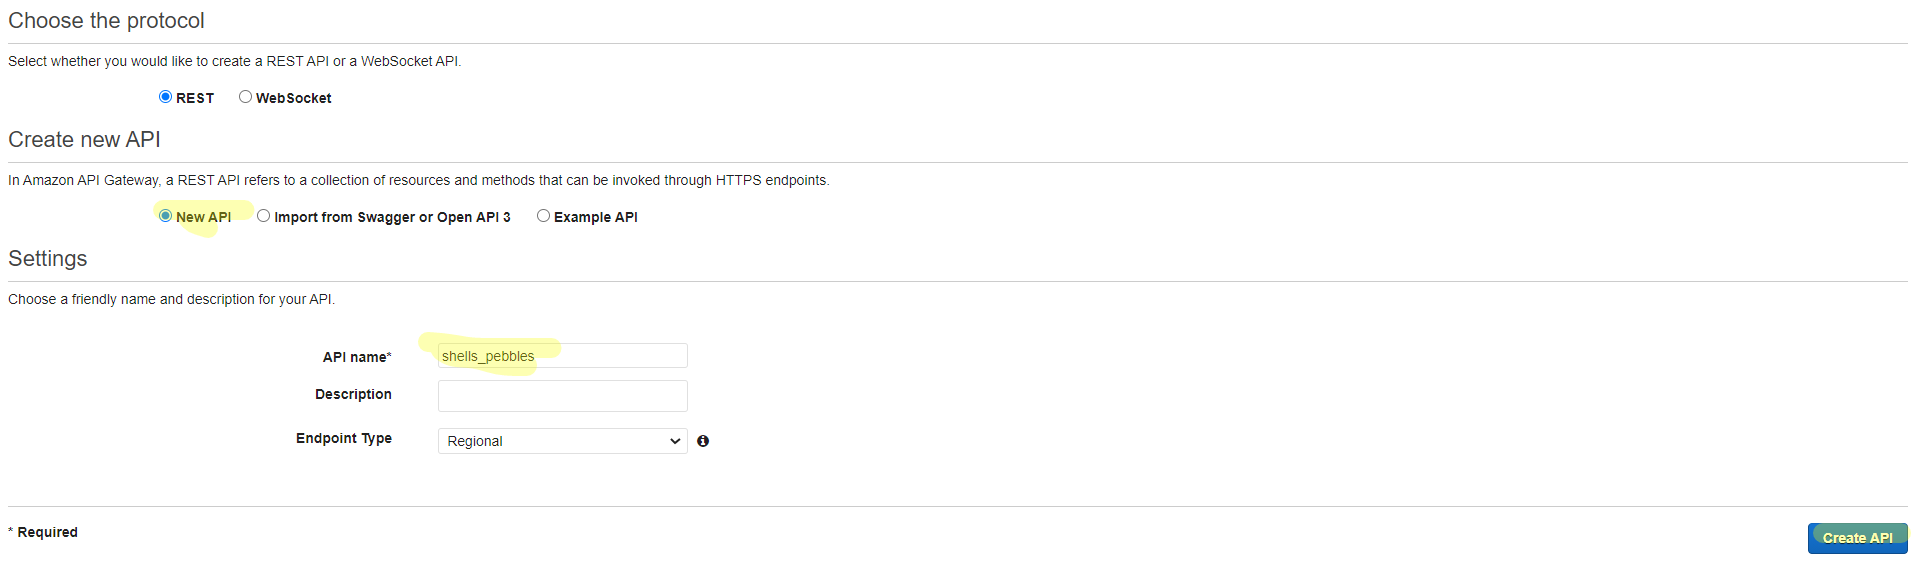 Choose the protocol
Select whether you would like to create a REST API or a WebSocket API.
REST WebSocket
Create new API
In Amazon API Gateway, a REST API refers to a collection of resources and methods that can be invoked through HTTPS endpoints.
New API Import from Swagger or Open API 3 Example API
Settings
Choose a friendly name and description for your API.
API name* shells_pebbles
Description
Endpoint Type Regional
* Required
Create API